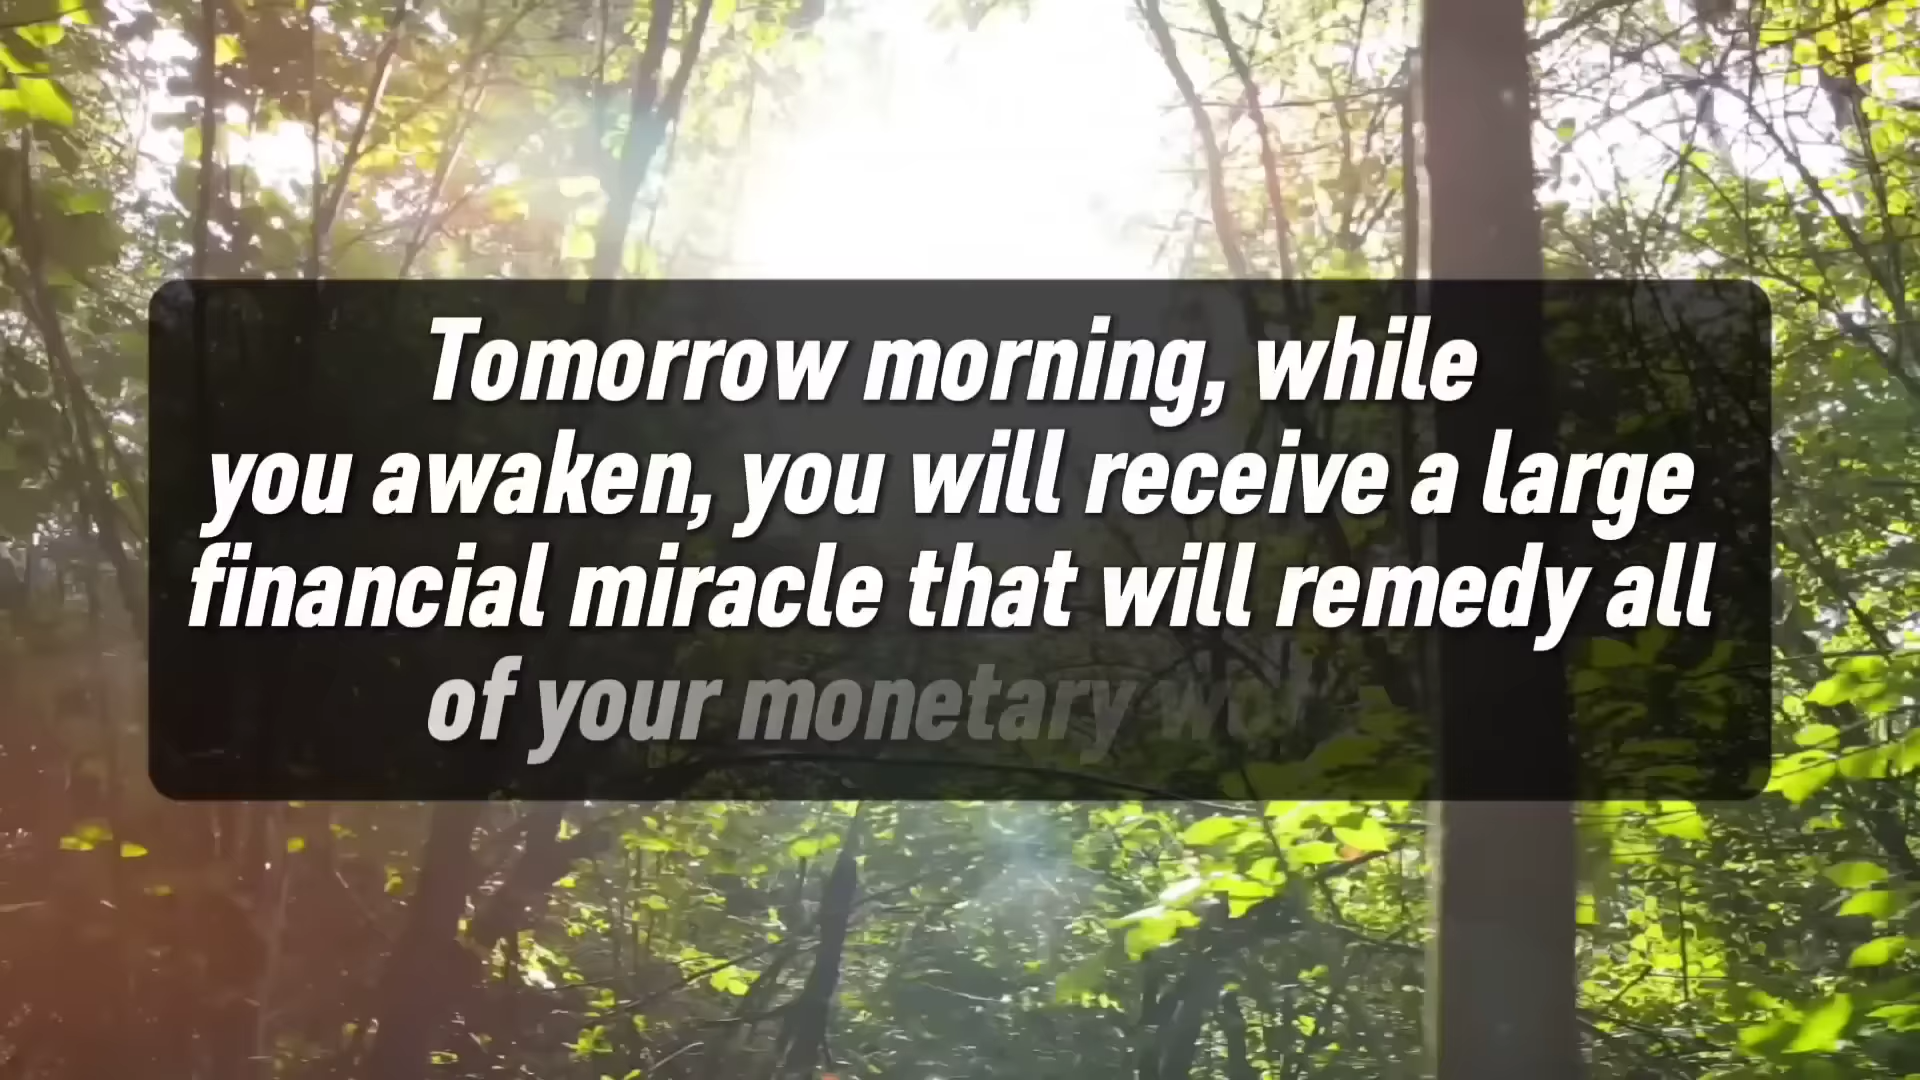 Tomorrow morning, while
you awaken, you will receive a large
financial miracle that will remedy all
of your monetary